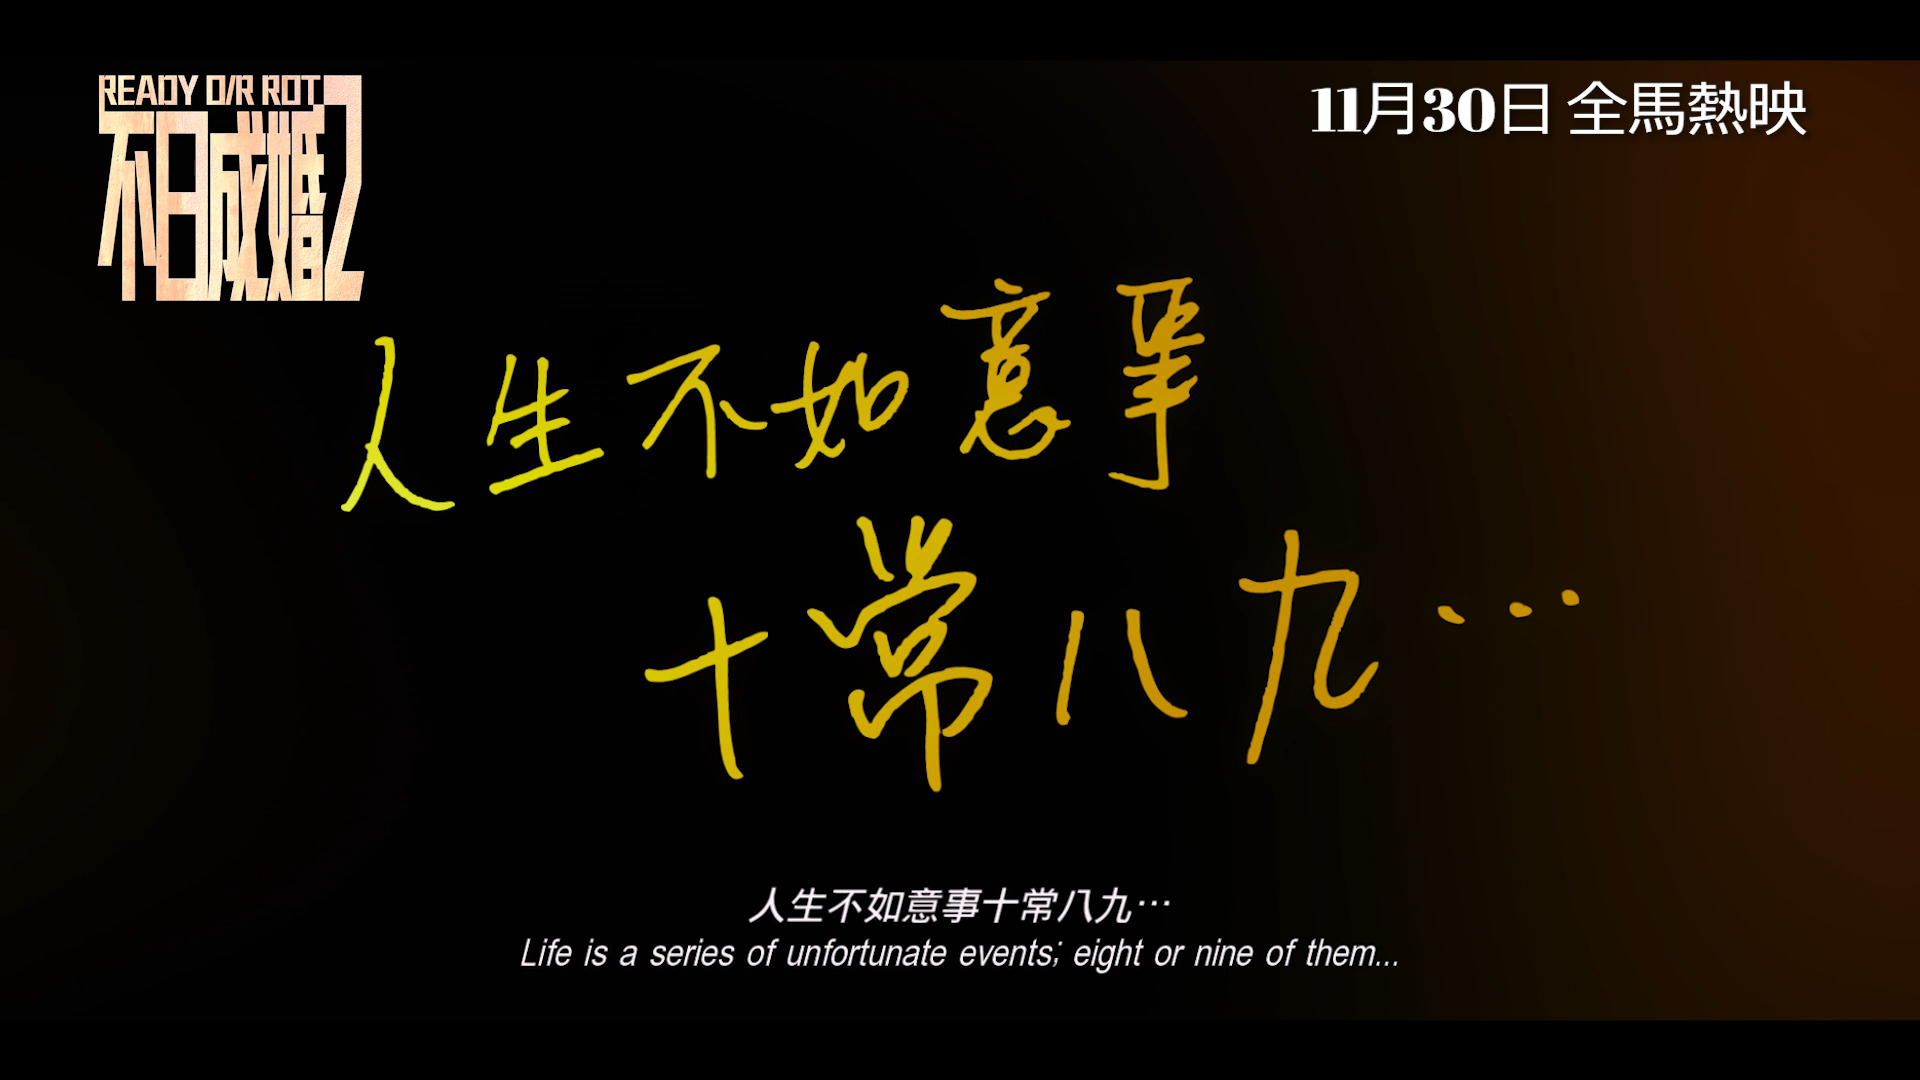 READY O/R ROT
不日成婚2
11月30日 全馬熱映
人生不如意事
十常八九…
人生不如意事十常八九…
Life is a series of unfortunate events; eight or nine of them...